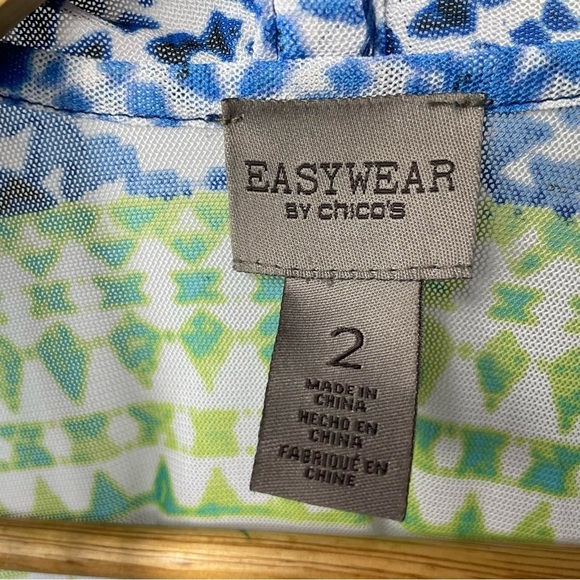 EASYWEAR
BY chico's
2
MADE IN
CHINA
HECHO EN
CHINA
FABRIQUÉ EN
CHINE